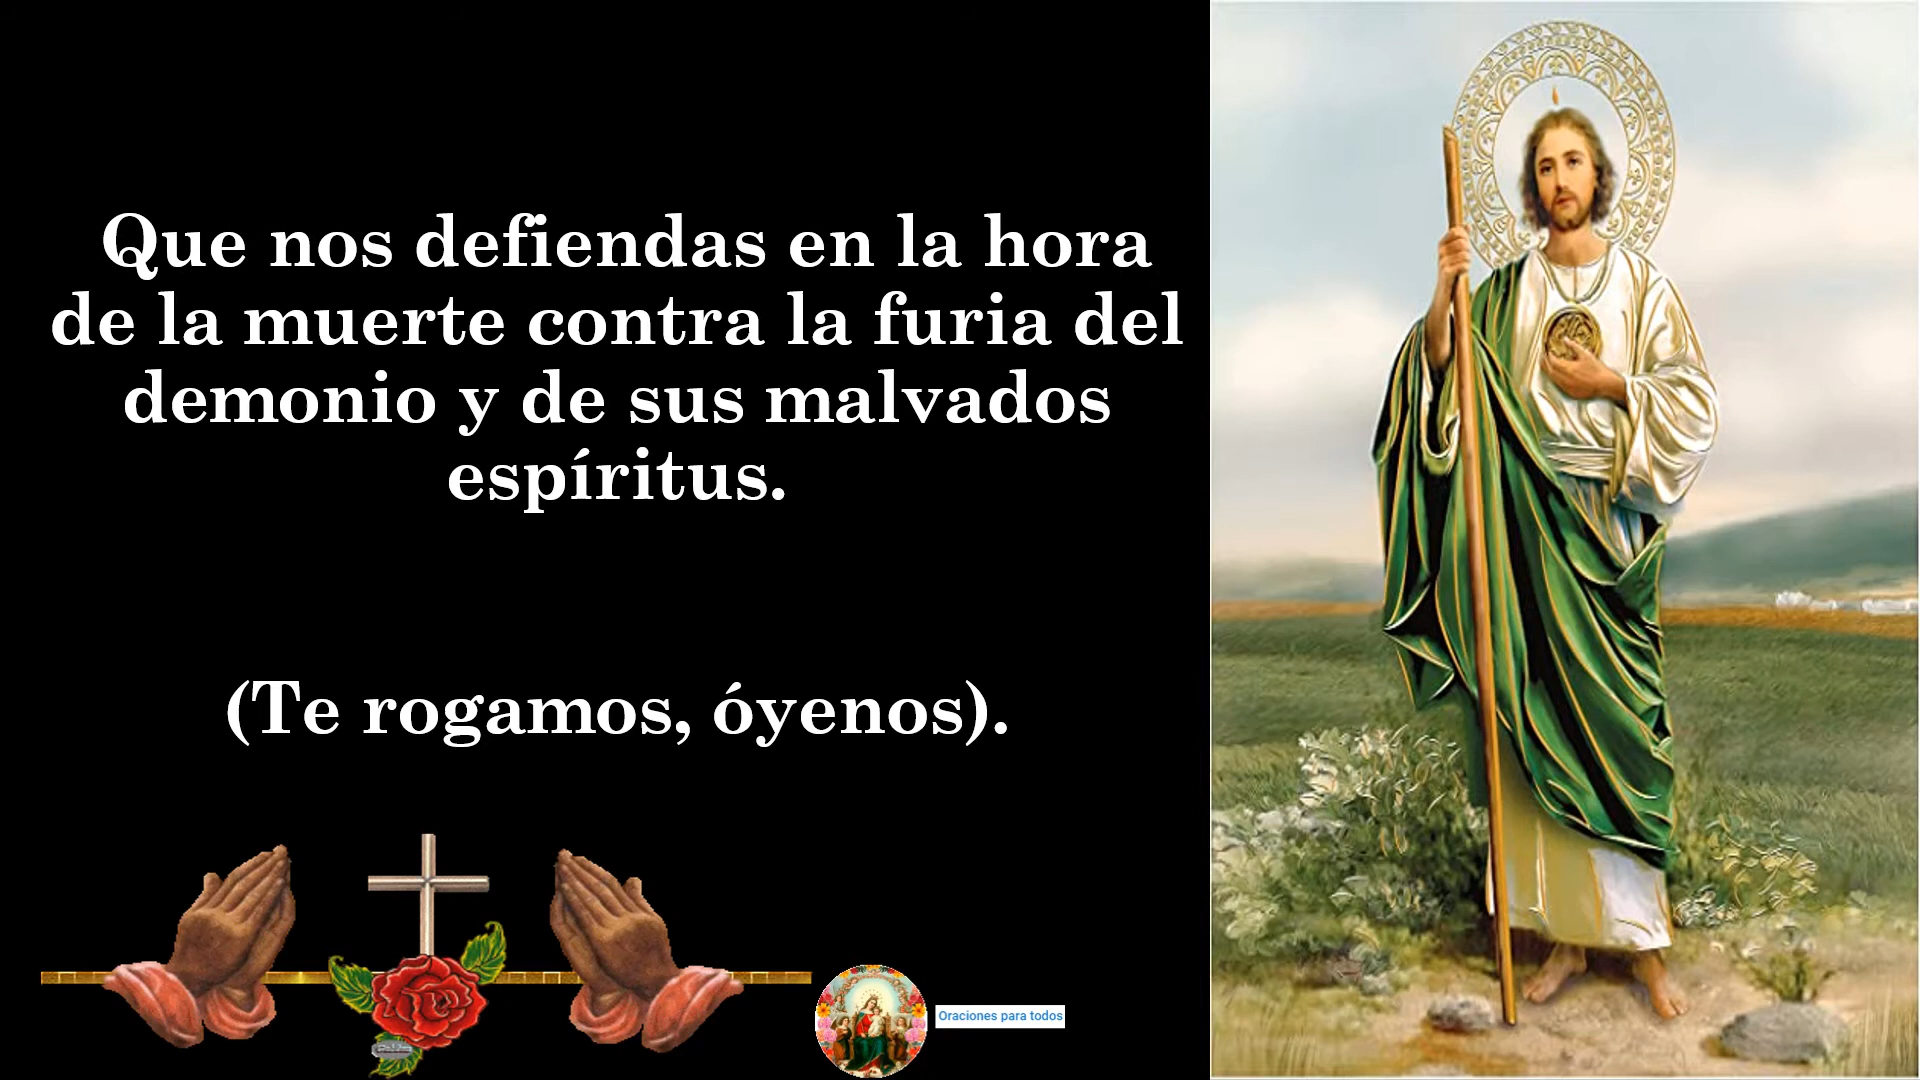 Que nos defiendas en la hora
de la muerte contra la furia del
demonio y de sus malvados
espíritus.
(Te rogamos, óyenos).
Oraciones para todos